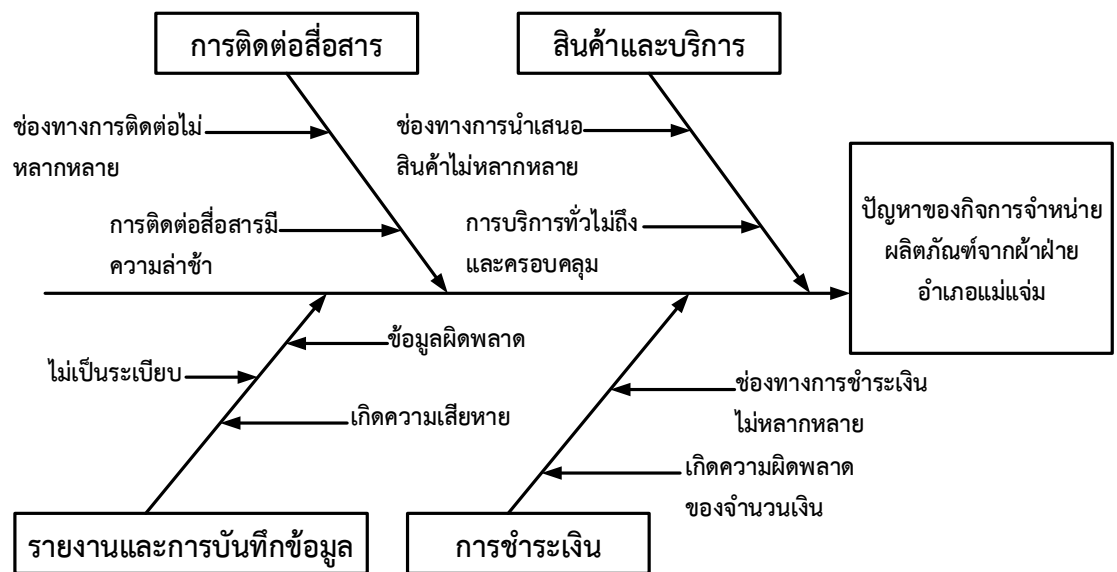 การติดต่อสื่อสาร
สินค้าและบริการ
ช่องทางการติดต่อไม่
หลากหลาย
ช่องทางการนำเสนอ
สินค้าไม่หลากหลาย
การติดต่อสื่อสารมี
ความล่าช้า
การบริการทั่วไม่ถึง
และครอบคลุม
ปัญหาของกิจการจำหน่าย
ผลิตภัณฑ์จากผ้าฝ้าย
อำเภอแม่แจ่ม
ข้อมูลผิดพลาด
ไม่เป็นระเบียบ
เกิดความเสียหาย
ช่องทางการชำระเงิน
ไม่หลากหลาย
เกิดความผิดพลาด
ของจำนวนเงิน
รายงานและการบันทึกข้อมูล
การชำระเงิน